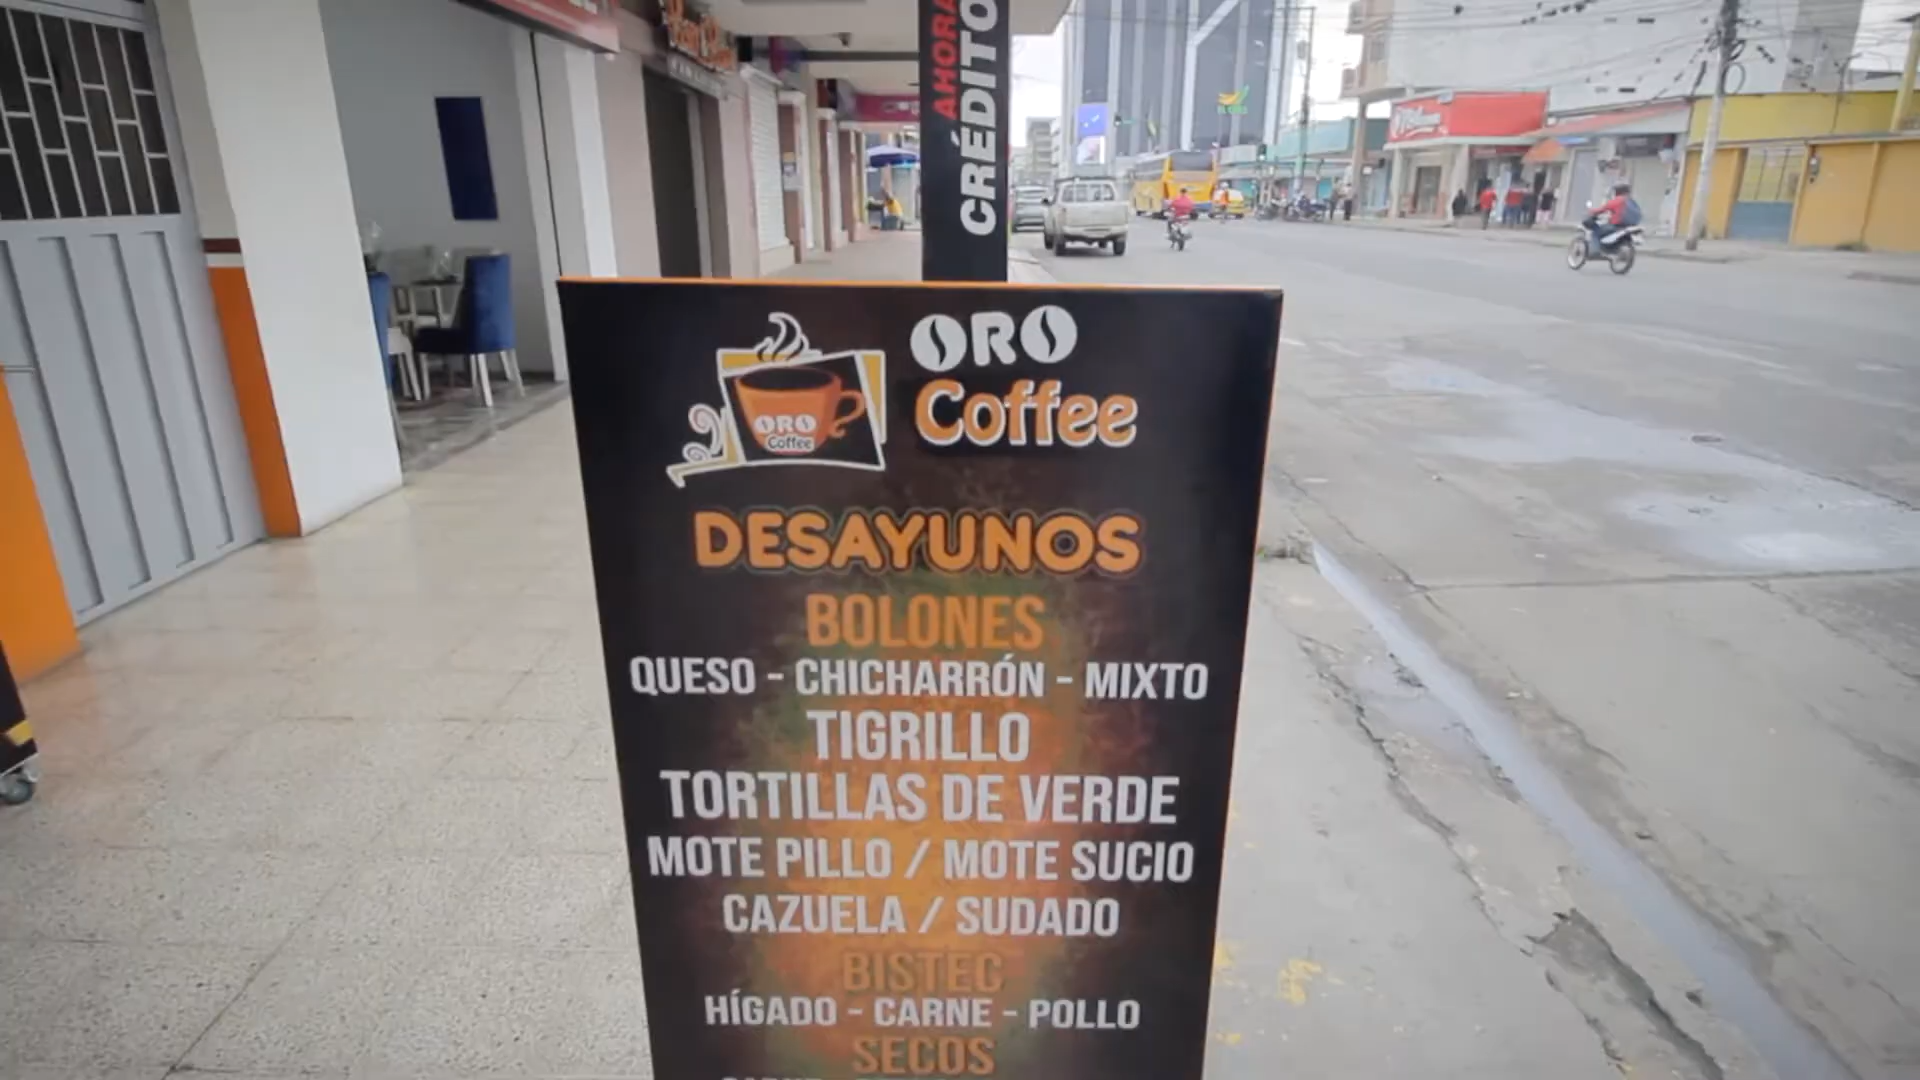 AHORA
CRÉDITO
ORO
Coffee
ORO
Coffee
DESAYUNOS
BOLONES
QUESO - CHICHARRÓN - MIXTO
TIGRILLO
TORTILLAS DE VERDE
MOTE PILLO / MOTE SUCIO
CAZUELA / SUDADO
BISTEC
HÍGADO - CARNE - POLLO
SECOS